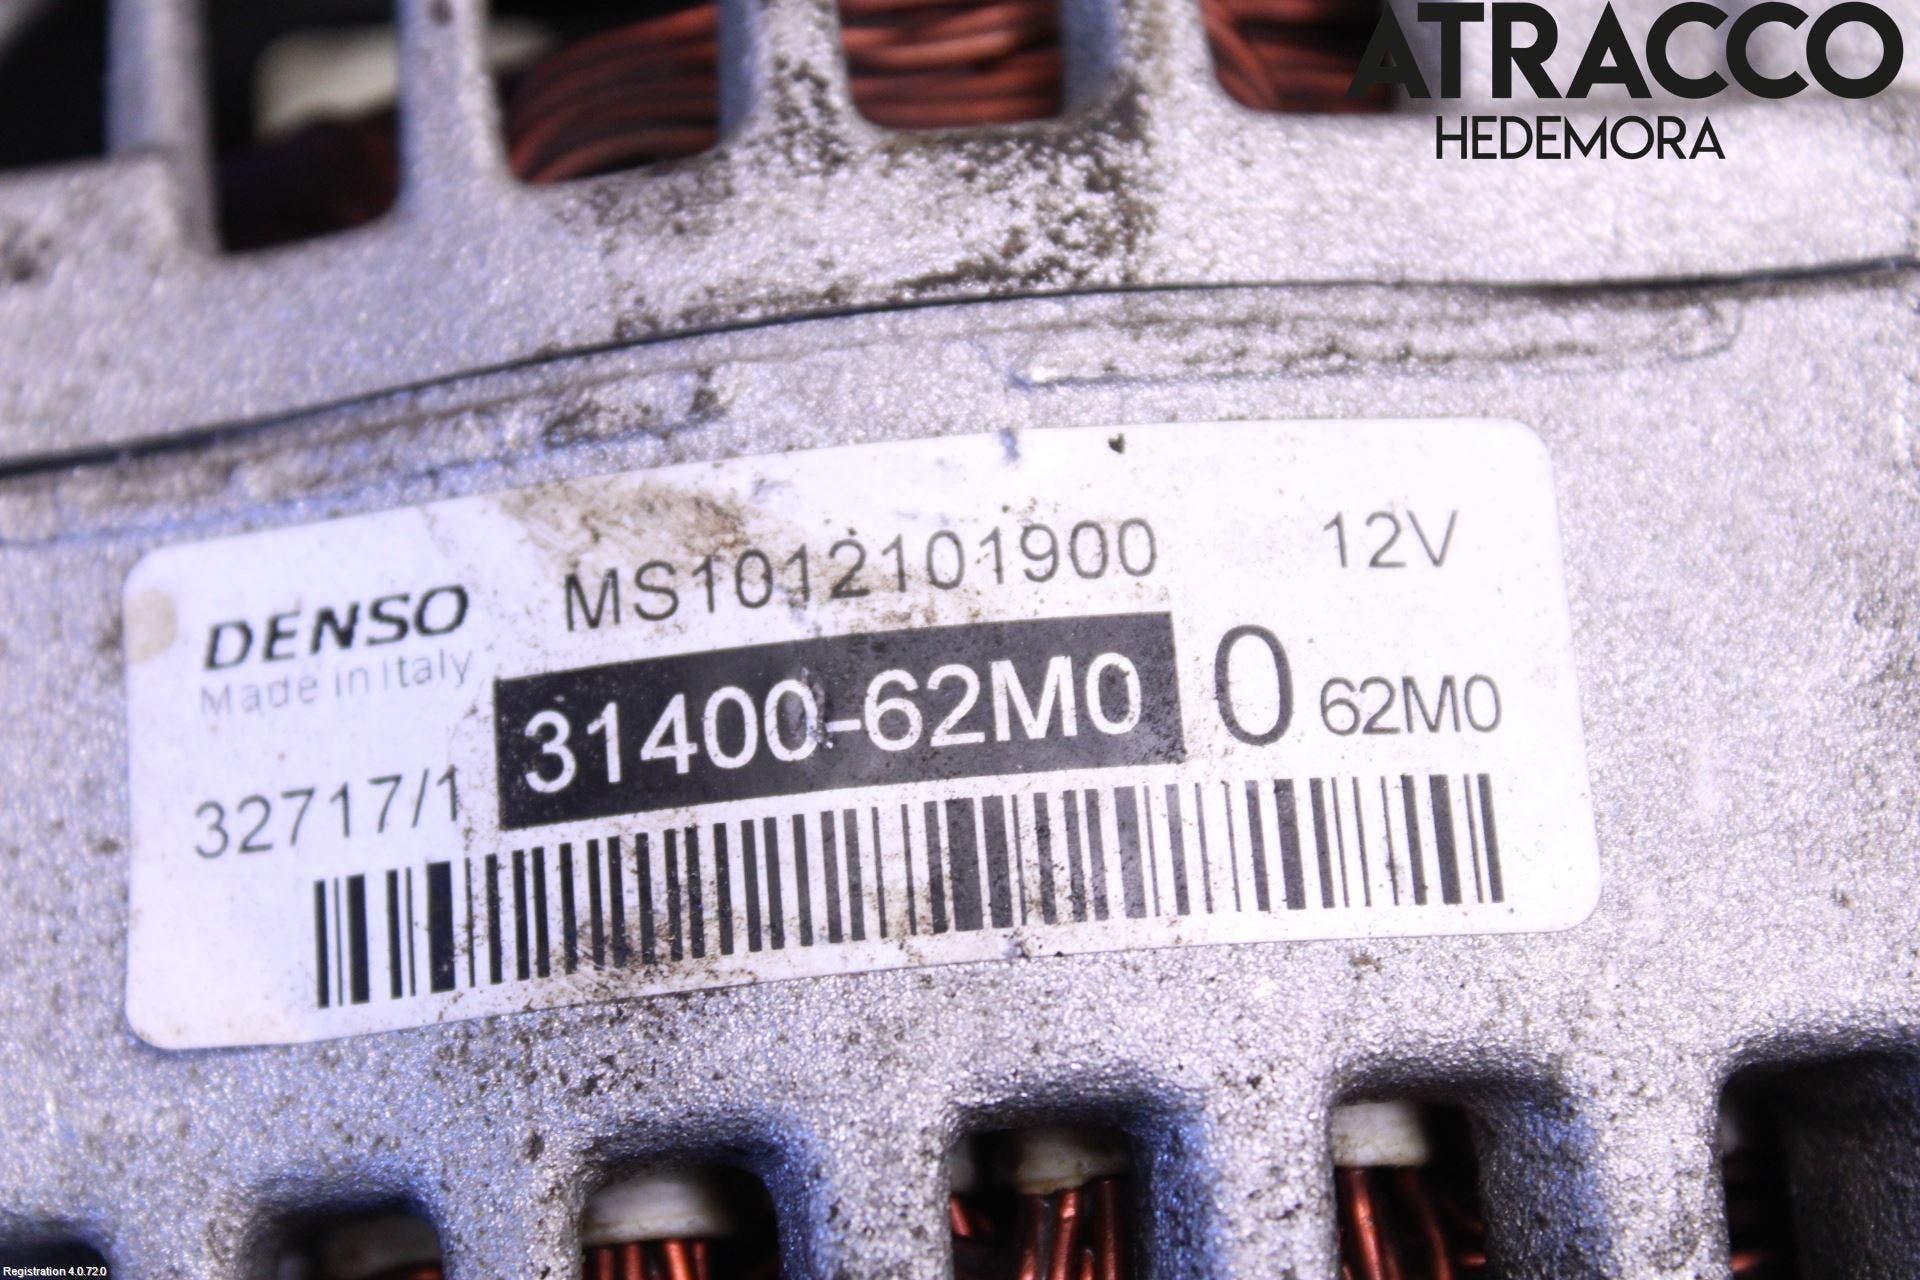 ATRACCO
HEDEMORA
DENSO
Made in Italy
MS1012101900
12V
31400-62M0
0
62M0
32717/1
Registration 4.0.72.0